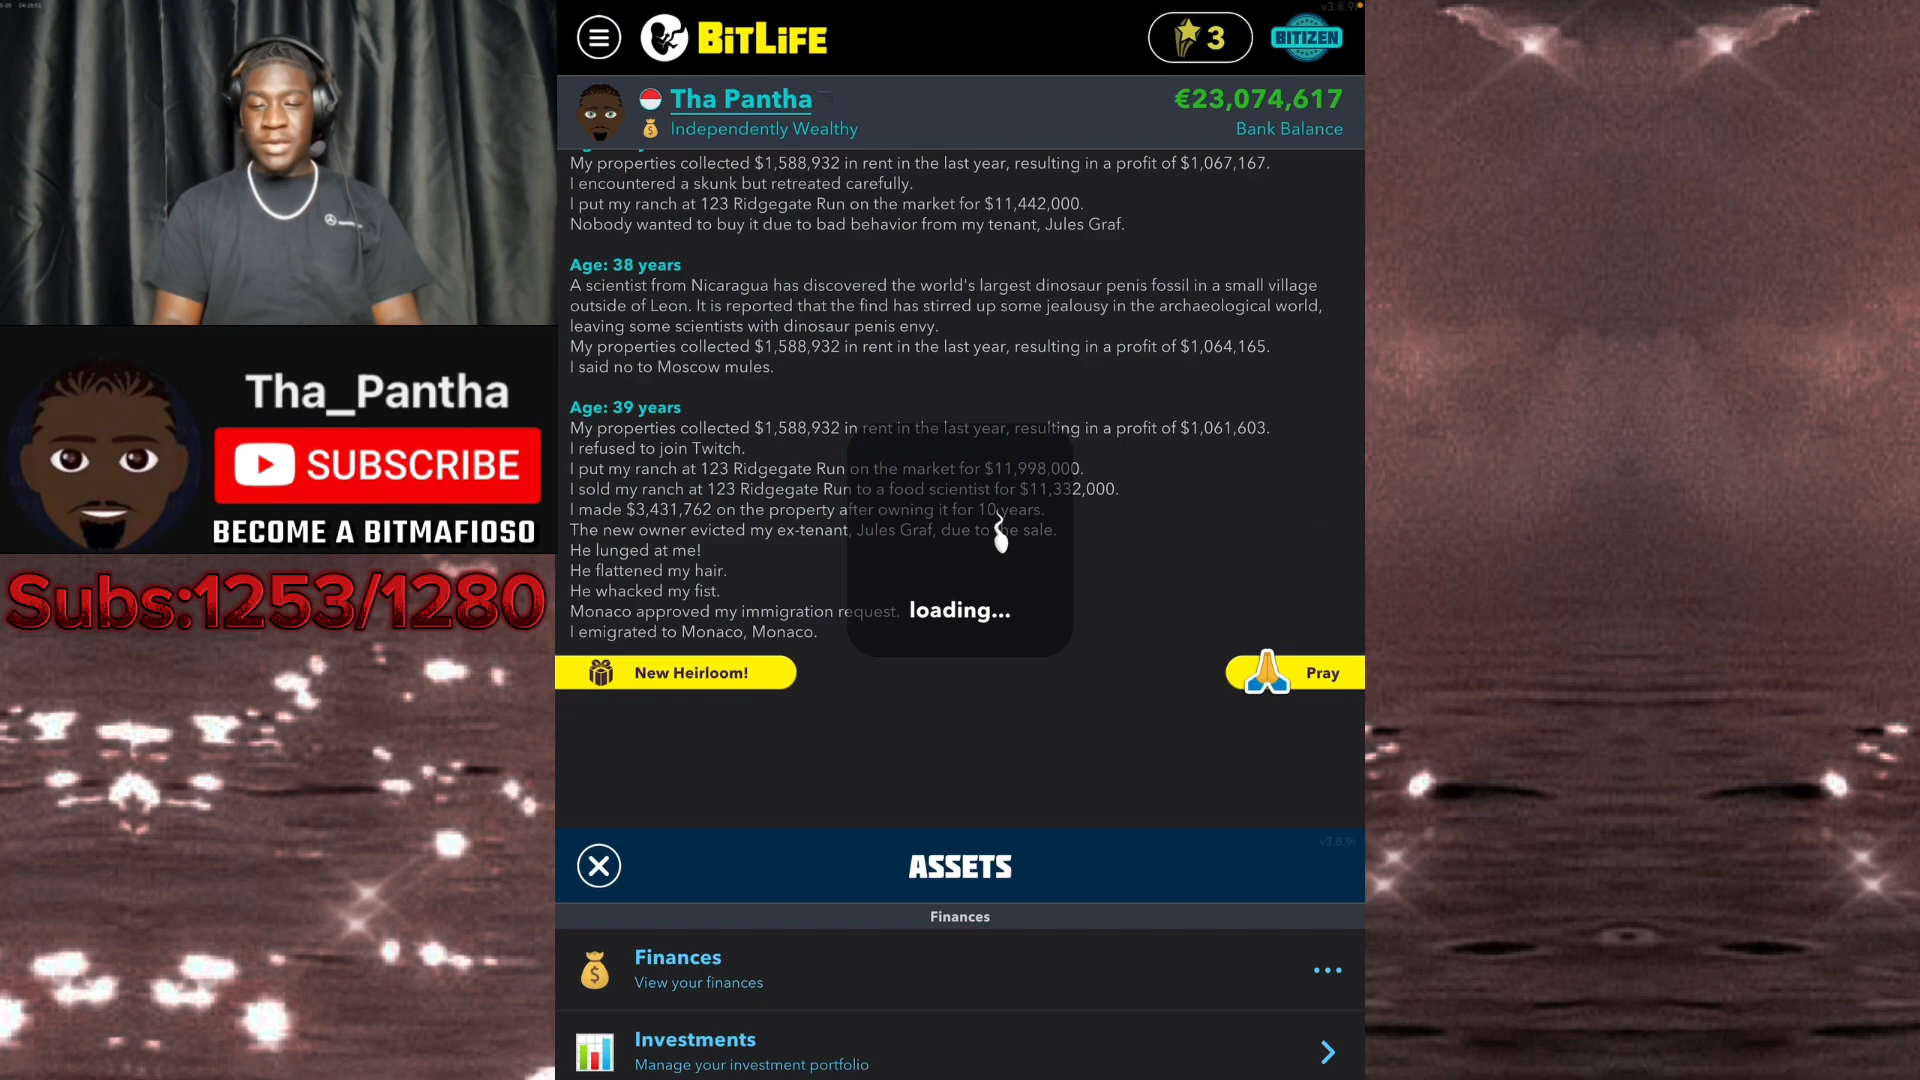 04:16:01
v3.8.9i
BITLIFE
3
BITIZEN
Tha Pantha
€23,074,617
Independently Wealthy
Bank Balance
My properties collected $1,588,932 in rent in the last year, resulting in a profit of $1,067,167.
I encountered a skunk but retreated carefully.
I put my ranch at 123 Ridgegate Run on the market for $11,442,000.
Nobody wanted to buy it due to bad behavior from my tenant, Jules Graf.
Age: 38 years
A scientist from Nicaragua has discovered the world's largest dinosaur penis fossil in a small village
outside of Leon. It is reported that the find has stirred up some jealousy in the archaeological world,
leaving some scientists with dinosaur penis envy.
My properties collected $1,588,932 in rent in the last year, resulting in a profit of $1,064,165.
I said no to Moscow mules.
Age: 39 years
My properties collected $1,588,932 in rent in the last year, resulting in a profit of $1,061,603.
I refused to join Twitch.
I put my ranch at 123 Ridgegate Run on the market for $11,998,000.
I sold my ranch at 123 Ridgegate Run to a food scientist for $11,332,000.
I made $3,431,762 on the property after owning it for 10 years.
The new owner evicted my ex-tenant, Jules Graf, due to the sale.
He lunged at me!
He flattened my hair.
He whacked my fist.
Monaco approved my immigration request.
loading...
I emigrated to Monaco, Monaco.
New Heirloom!
Pray
v3.8.9i
ASSETS
Finances
Finances
View your finances
Investments
Manage your investment portfolio
Tha_Pantha
SUBSCRIBE
BECOME A BITMAFIOSO
Subs:1253/1280